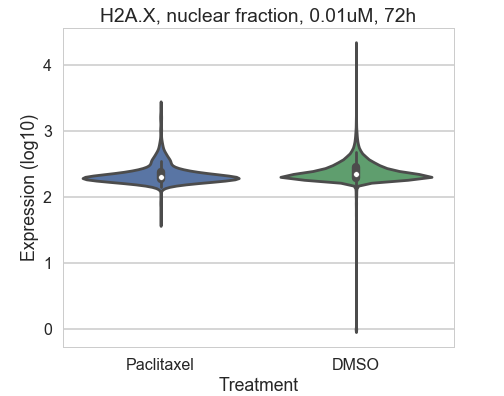 H2A.X, nuclear fraction, 0.01uM, 72h
Expression (log10)
4
3
2
1
0
Paclitaxel DMSO
Treatment